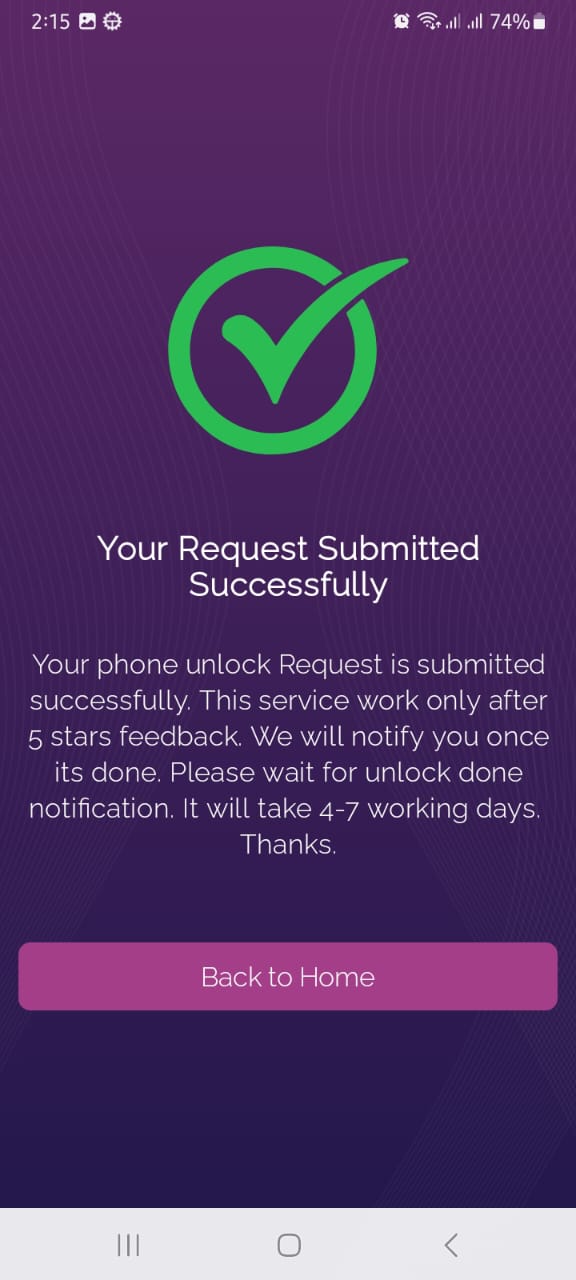 2:15 74%
Your Request Submitted
Successfully
Your phone unlock Request is submitted
successfully. This service work only after
5 stars feedback. We will notify you once
its done. Please wait for unlock done
notification. It will take 4-7 working days.
Thanks.
Back to Home